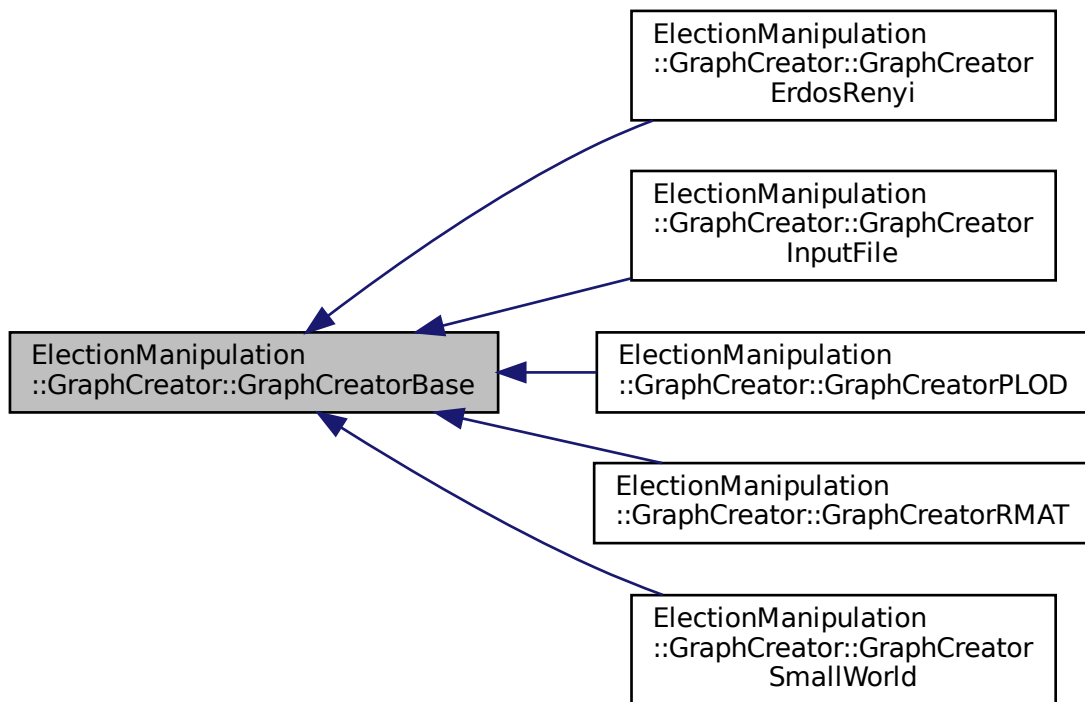 ElectionManipulation
::GraphCreator::GraphCreator
ErdosRenyi
ElectionManipulation
::GraphCreator::GraphCreator
InputFile
ElectionManipulation
::GraphCreator::GraphCreatorBase
ElectionManipulation
::GraphCreator::GraphCreatorPLOD
ElectionManipulation
::GraphCreator::GraphCreatorRMAT
ElectionManipulation
::GraphCreator::GraphCreator
SmallWorld